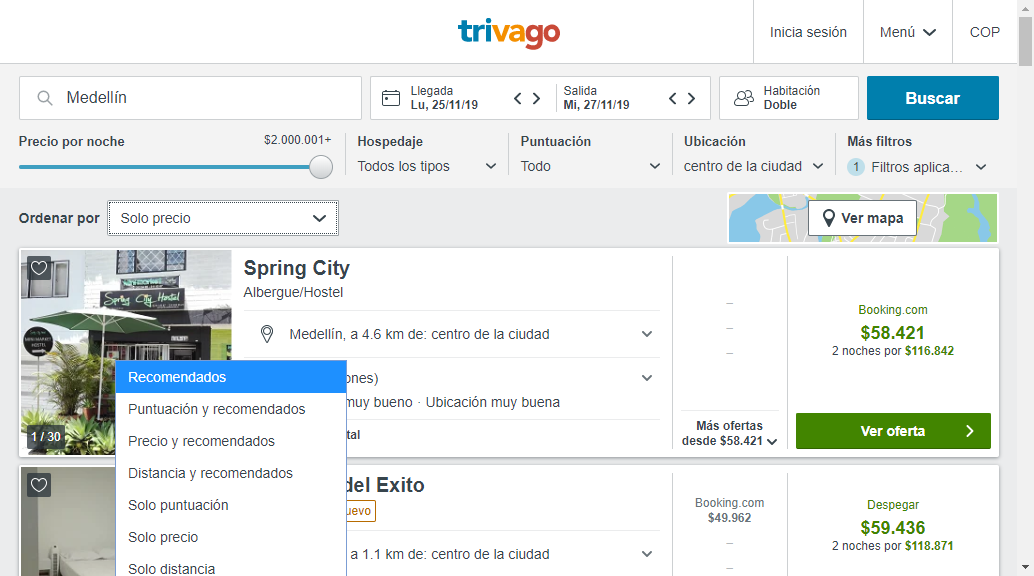 trivago
Inicia sesión
Menú
COP
Medellín
Llegada
Lu, 25/11/19
Salida
Mi, 27/11/19
Habitación
Doble
Buscar
Precio por noche
$2.000.001+
Hospedaje
Todos los tipos
Puntuación
Todo
Ubicación
centro de la ciudad
Más filtros
1 Filtros aplica...
Ordenar por
Solo precio
Ver mapa
Spring City Hostel
1 / 30
Spring City
Albergue/Hostel
Medellín, a 4.6 km de: centro de la ciudad
ones)
muy bueno · Ubicación muy buena
tal
Más ofertas
desde $58.421
Booking.com
$58.421
2 noches por $116.842
Ver oferta
Recomendados
Puntuación y recomendados
Precio y recomendados
Distancia y recomendados
Solo puntuación
Solo precio
Solo distancia
del Exito
uevo
a 1.1 km de: centro de la ciudad
Booking.com
$49.962
Despegar
$59.436
2 noches por $118.871